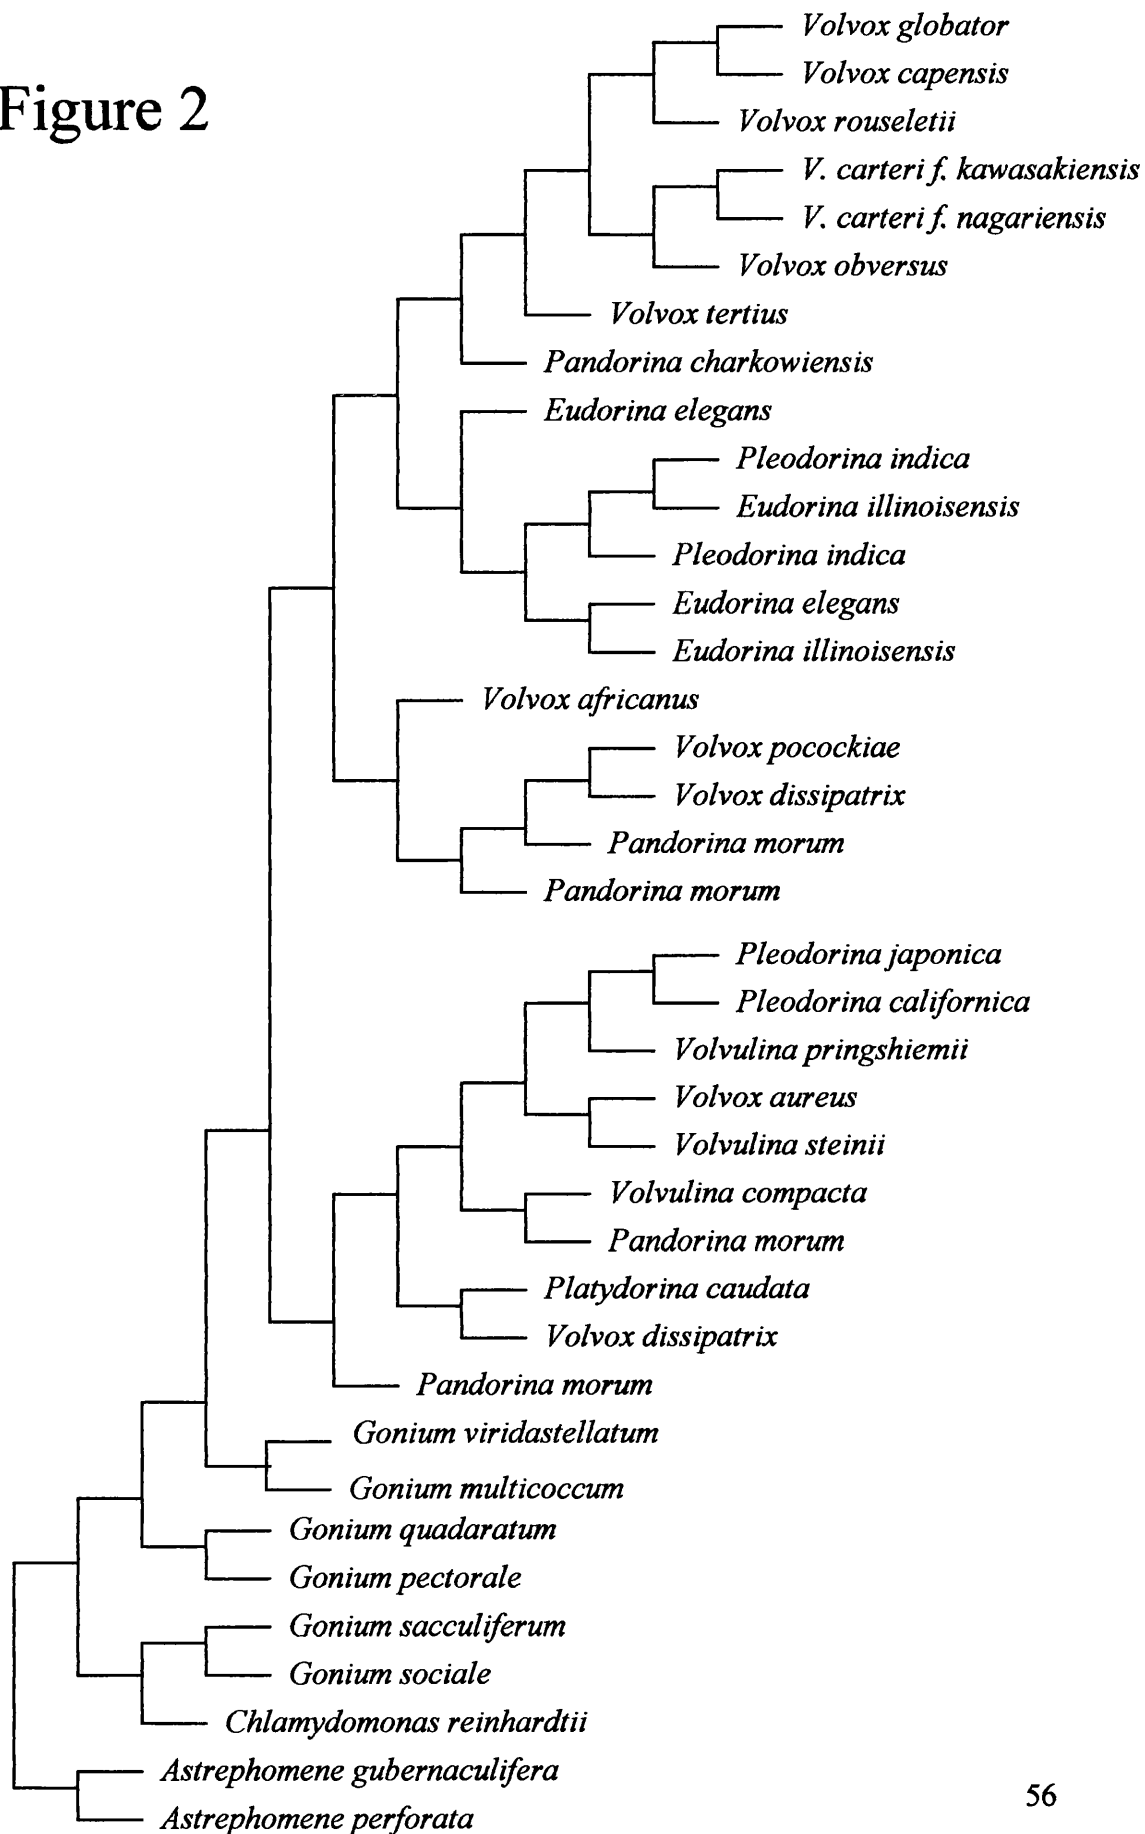 Figure 2
Volvox globator
Volvox capensis
Volvox rouseletii
V. carteri f. kawasakiensis
V. carteri f. nagariensis
Volvox obversus
Volvox tertius
Pandorina charkowiensis
Eudorina elegans
Pleodorina indica
Eudorina illinoisensis
Pleodorina indica
Eudorina elegans
Eudorina illinoisensis
Volvox africanus
Volvox pocockiae
Volvox dissipatrix
Pandorina morum
Pandorina morum
Pleodorina japonica
Pleodorina californica
Volvulina pringshiemii
Volvox aureus
Volvulina steinii
Volvulina compacta
Pandorina morum
Platydorina caudata
Volvox dissipatrix
Pandorina morum
Gonium viridastellatum
Gonium multicoccum
Gonium quadaratum
Gonium pectorale
Gonium sacculiferum
Gonium sociale
Chlamydomonas reinhardtii
Astrephomene gubernaculifera
Astrephomene perforata
56